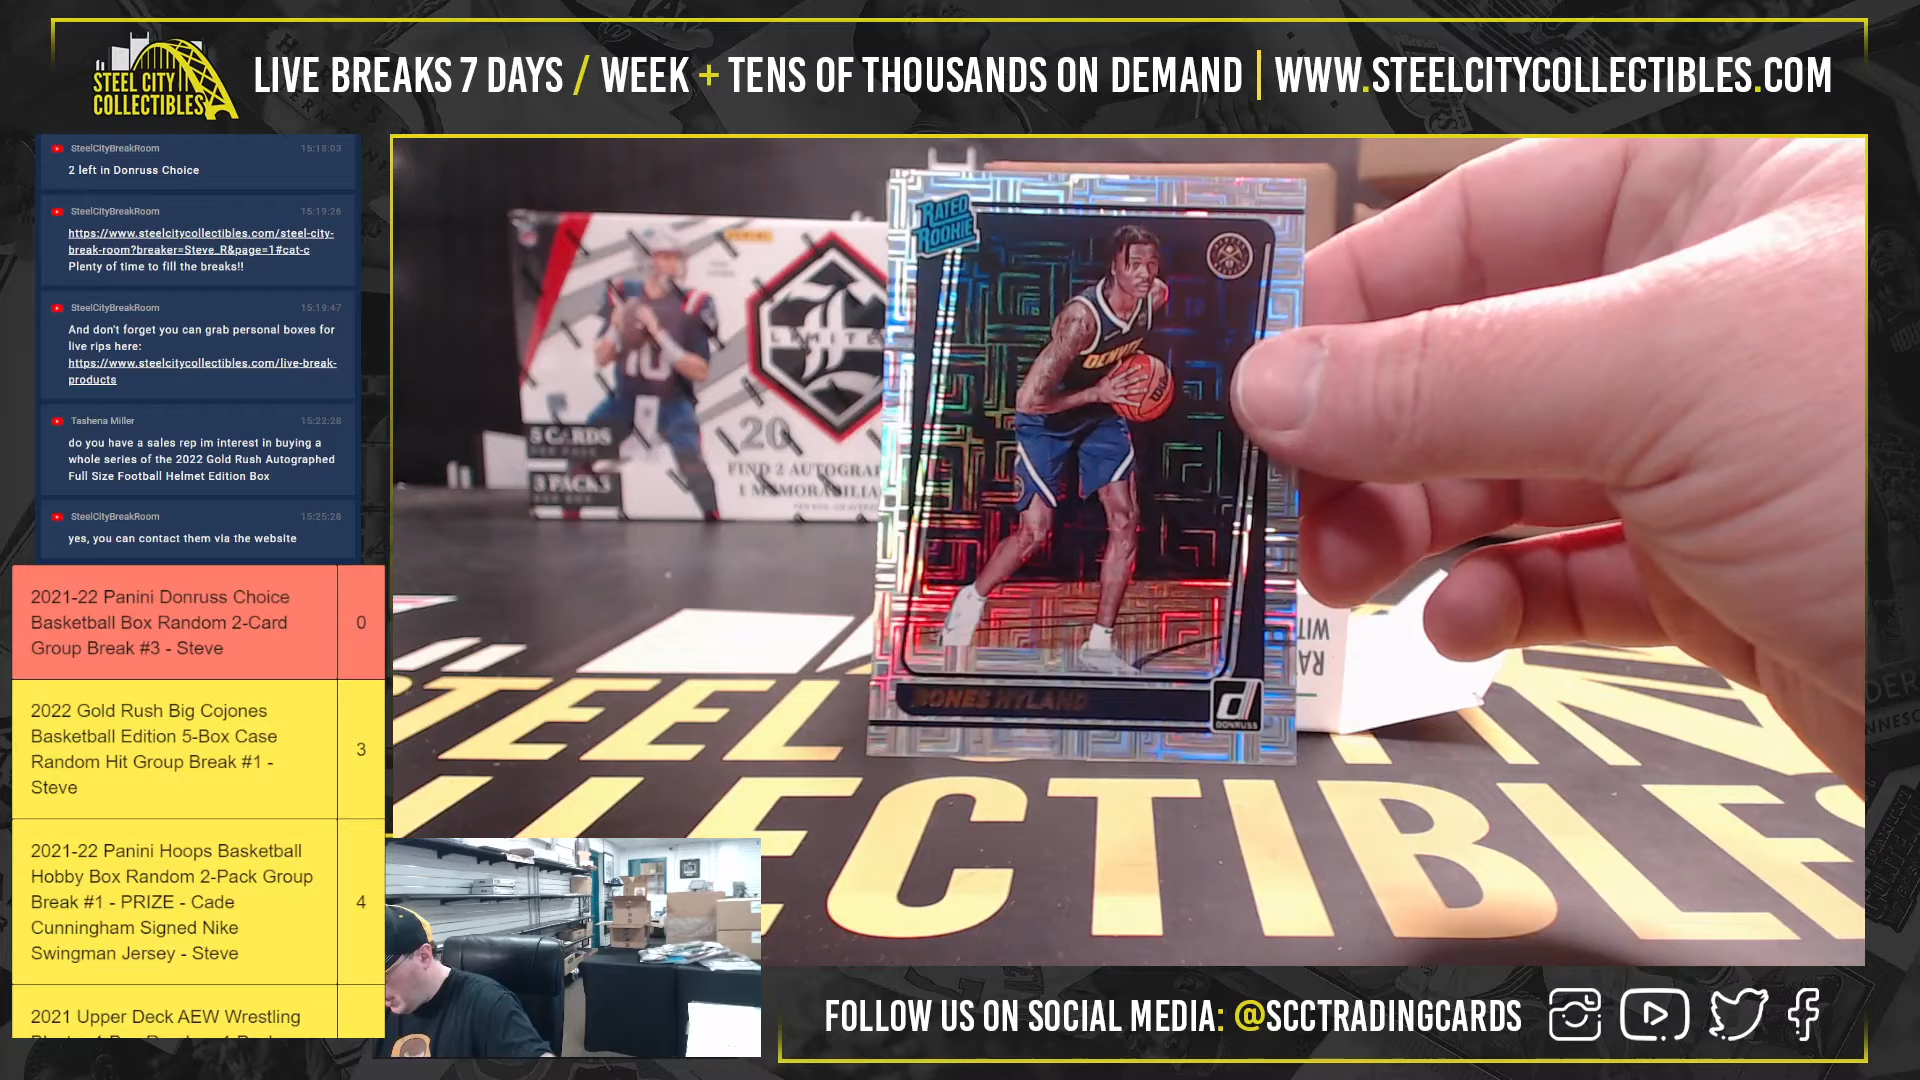 STEEL CITY
COLLECTIBLES
LIVE BREAKS 7 DAYS / WEEK + TENS OF THOUSANDS ON DEMAND | WWW.STEELCITYCOLLECTIBLES.COM
SteelCityBreakRoom 15:18:03
2 left in Donruss Choice
SteelCityBreakRoom 15:19:26
https://www.steelcitycollectibles.com/steel-city-
break-room?breaker=Steve_R&page=1#cat-c
Plenty of time to fill the breaks!!
SteelCityBreakRoom 15:19:47
And don't forget you can grab personal boxes for
live rips here:
https://www.steelcitycollectibles.com/live-break-
products
Tashena Miller 15:22:28
do you have a sales rep im interest in buying a
whole series of the 2022 Gold Rush Autographed
Full Size Football Helmet Edition Box
SteelCityBreakRoom 15:25:28
yes, you can contact them via the website
2021-22 Panini Donruss Choice
Basketball Box Random 2-Card
Group Break #3 - Steve
0
2022 Gold Rush Big Cojones
Basketball Edition 5-Box Case
Random Hit Group Break #1 -
Steve
3
2021-22 Panini Hoops Basketball
Hobby Box Random 2-Pack Group
Break #1 - PRIZE - Cade
Cunningham Signed Nike
Swingman Jersey - Steve
4
2021 Upper Deck AEW Wrestling
PANINI
LIMITE
5 CARDS
3 PACKS
20
FIND 2 AUTOGRA
1 MEMORABILIA
RATED
ROOKIE
DENVER
BONES HYLAND
DONRUSS
WIT
RA
STEEL
LLECTIBLES
FOLLOW US ON SOCIAL MEDIA: @SCCTRADINGCARDS